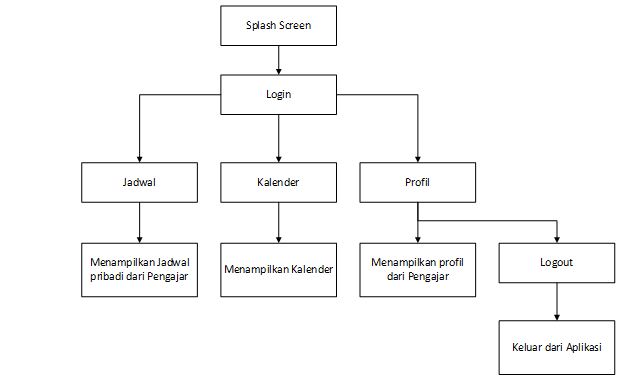 Splash Screen
Login
Jadwal
Kalender
Profil
Menampilkan Jadwal
pribadi dari Pengajar
Menampilkan Kalender
Menampilkan profil
dari Pengajar
Logout
Keluar dari Aplikasi